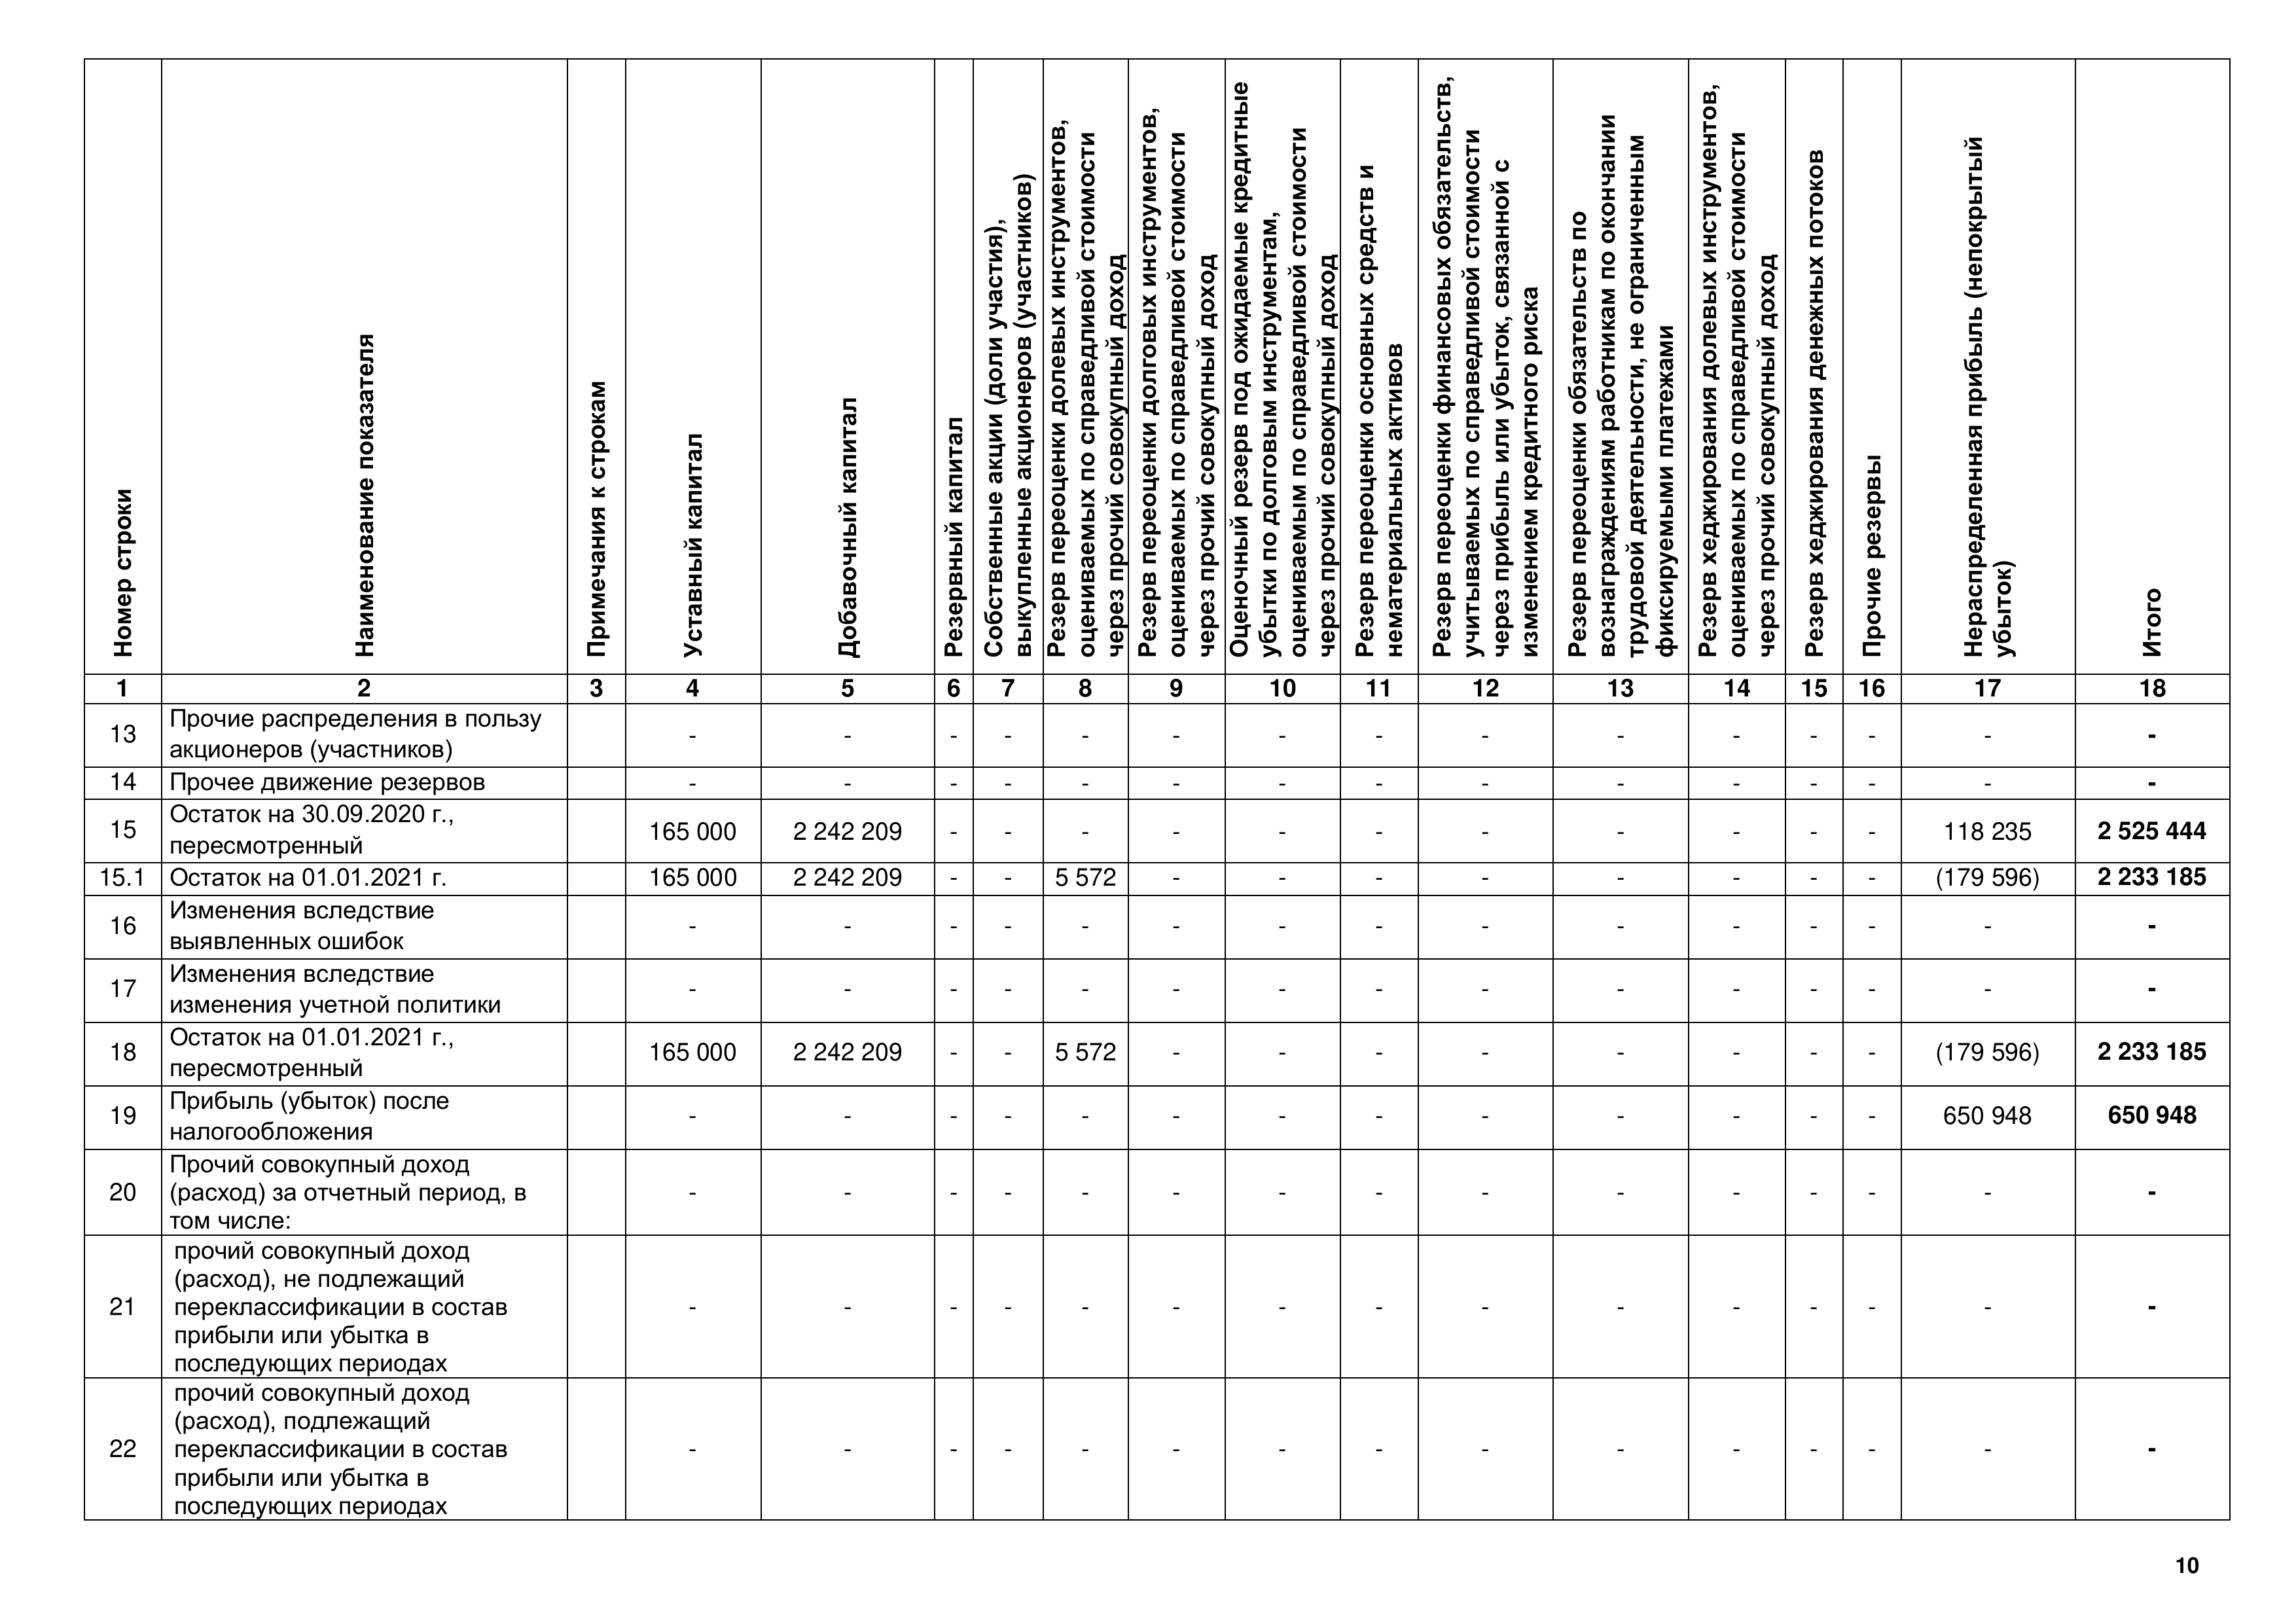 Номер строки
Наименование показателя
Примечания к строкам
Уставный капитал
Добавочный капитал
Резервный капитал
Собственные акции (доли участия),
выкупленные акционеров (участников)
Резерв переоценки долевых инструментов,
оцениваемых по справедливой стоимости
через прочий совокупный доход
Резерв переоценки долговых инструментов,
оцениваемых по справедливой стоимости
через прочий совокупный доход
Оценочный резерв под ожидаемые кредитные
убытки по долговым инструментам,
оцениваемым по справедливой стоимости
через прочий совокупный доход
Резерв переоценки основных средств и
нематериальных активов
Резерв переоценки финансовых обязательств,
учитываемых по справедливой стоимости
через прибыль или убыток, связанной с
изменением кредитного риска
Резерв переоценки обязательств по
вознаграждениям работникам по окончании
трудовой деятельности, не ограниченным
фиксируемыми платежами
Резерв хеджирования долевых инструментов,
оцениваемых по справедливой стоимости
через прочий совокупный доход
Резерв хеджирования денежных потоков
Прочие резервы
Нераспределенная прибыль (непокрытый
убыток)
Итого
1 2 3 4 5 6 7 8 9 10 11 12 13 14 15 16 17 18
13 Прочие распределения в пользу
акционеров (участников) - - - - - - - - - - - - - - -
14 Прочее движение резервов - - - - - - - - - - - - - - -
15 Остаток на 30.09.2020 г.,
пересмотренный 165 000 2 242 209 - - - - - - - - - - - 118 235 2 525 444
15.1 Остаток на 01.01.2021 г. 165 000 2 242 209 - - 5 572 - - - - - - - - (179 596) 2 233 185
16 Изменения вследствие
выявленных ошибок - - - - - - - - - - - - - - -
17 Изменения вследствие
изменения учетной политики - - - - - - - - - - - - - - -
18 Остаток на 01.01.2021 г.,
пересмотренный 165 000 2 242 209 - - 5 572 - - - - - - - - (179 596) 2 233 185
19 Прибыль (убыток) после
налогообложения - - - - - - - - - - - - - 650 948 650 948
20 Прочий совокупный доход
(расход) за отчетный период, в
том числе: - - - - - - - - - - - - - - -
21 прочий совокупный доход
(расход), не подлежащий
переклассификации в состав
прибыли или убытка в
последующих периодах - - - - - - - - - - - - - - -
22 прочий совокупный доход
(расход), подлежащий
переклассификации в состав
прибыли или убытка в
последующих периодах - - - - - - - - - - - - - - -
10